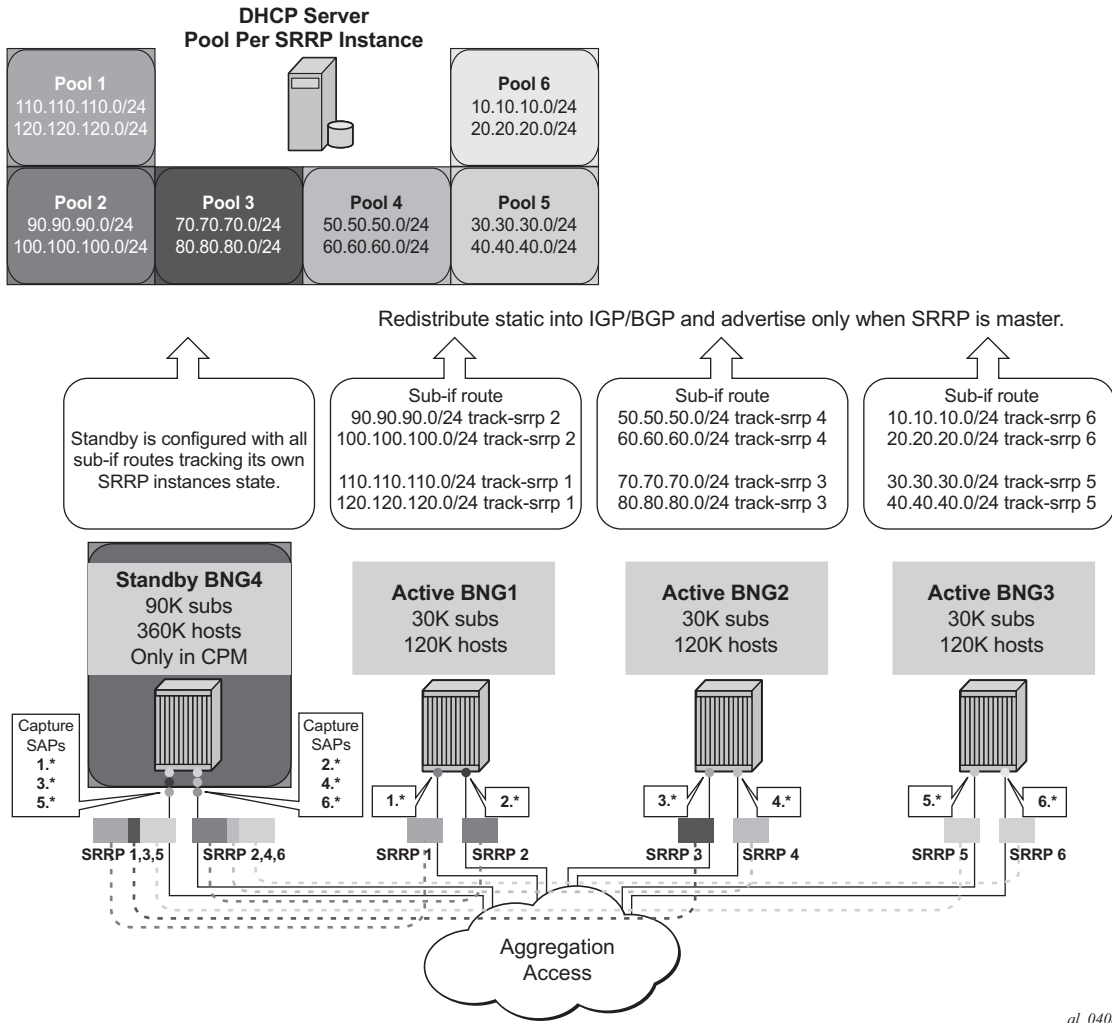 DHCP Server
Pool Per SRRP Instance
Pool 1
110.110.110.0/24
120.120.120.0/24
Pool 6
10.10.10.0/24
20.20.20.0/24
Pool 2
90.90.90.0/24
100.100.100.0/24
Pool 3
70.70.70.0/24
80.80.80.0/24
Pool 4
50.50.50.0/24
60.60.60.0/24
Pool 5
30.30.30.0/24
40.40.40.0/24
Redistribute static into IGP/BGP and advertise only when SRRP is master.
Standby is configured with all
sub-if routes tracking its own
SRRP instances state.
Sub-if route
90.90.90.0/24 track-srrp 2
100.100.100.0/24 track-srrp 2
110.110.110.0/24 track-srrp 1
120.120.120.0/24 track-srrp 1
Sub-if route
50.50.50.0/24 track-srrp 4
60.60.60.0/24 track-srrp 4
70.70.70.0/24 track-srrp 3
80.80.80.0/24 track-srrp 3
Sub-if route
10.10.10.0/24 track-srrp 6
20.20.20.0/24 track-srrp 6
30.30.30.0/24 track-srrp 5
40.40.40.0/24 track-srrp 5
Standby BNG4
90K subs
360K hosts
Only in CPM
Active BNG1
30K subs
120K hosts
Active BNG2
30K subs
120K hosts
Active BNG3
30K subs
120K hosts
Capture
SAPs
1.*
3.*
5.*
Capture
SAPs
2.*
4.*
6.*
1.*
2.*
3.*
4.*
5.*
6.*
SRRP 1,3,5
SRRP 2,4,6
SRRP 1
SRRP 2
SRRP 3
SRRP 4
SRRP 5
SRRP 6
Aggregation
Access